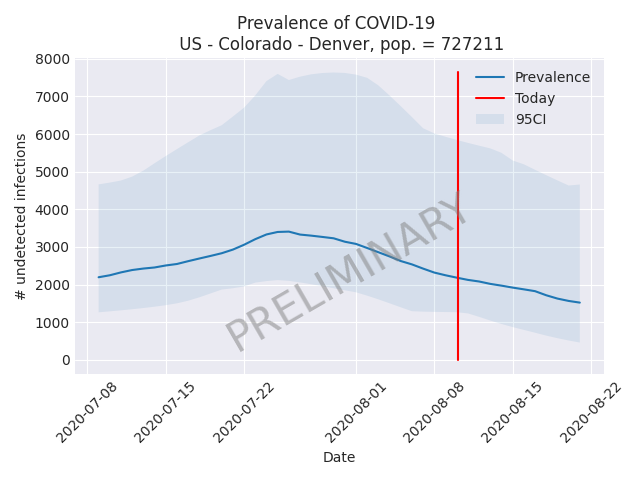 Prevalence of COVID-19
US - Colorado - Denver, pop. = 727211
8000
7000
6000
5000
4000
3000
2000
1000
0
# undetected infections
Prevalence
Today
95CI
PRELIMINARY
2020-07-08
2020-07-15
2020-07-22
2020-08-01
2020-08-08
2020-08-15
2020-08-22
Date